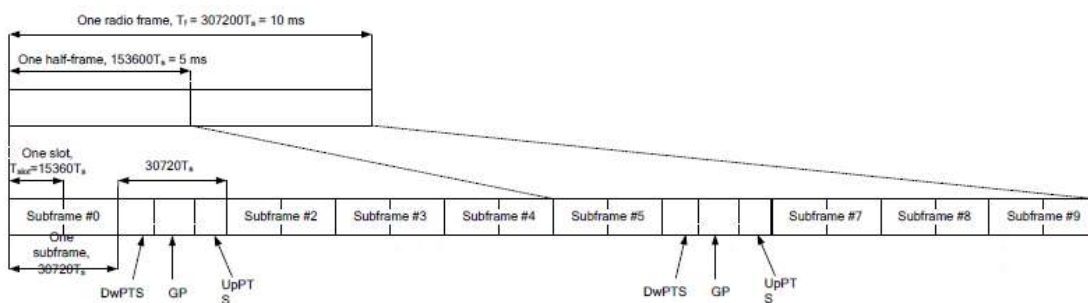 One radio frame, Tf = 307200Ts = 10 ms
One half-frame, 153600Ts = 5 ms
One slot,
Tslot=15360Ts
30720Ts
Subframe #0
Subframe #2
Subframe #3
Subframe #4
Subframe #5
Subframe #7
Subframe #8
Subframe #9
One
subframe,
30720Ts
DwPTS
GP
UpPT
S
DwPTS
GP
UpPT
S